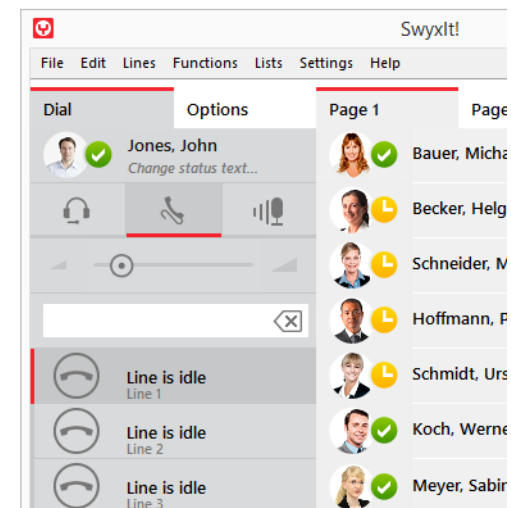 SwyxIt!
File Edit Lines Functions Lists Settings Help
Dial Options Page 1 Page
Jones, John
Change status text...
Bauer, Micha
Becker, Helg
Schneider, M
Hoffmann, P
Schmidt, Urs
Koch, Werne
Meyer, Sabin
Line is idle
Line 1
Line is idle
Line 2
Line is idle
Line 3